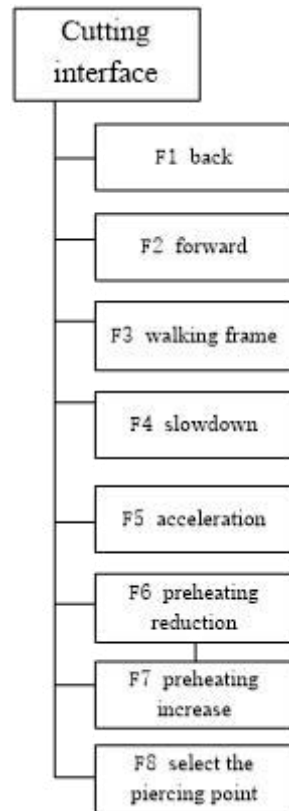 Cutting
interface
F1 back
F2 forward
F3 walking frame
F4 slowdown
F5 acceleration
F6 preheating
reduction
F7 preheating
increase
F8 select the
piercing point